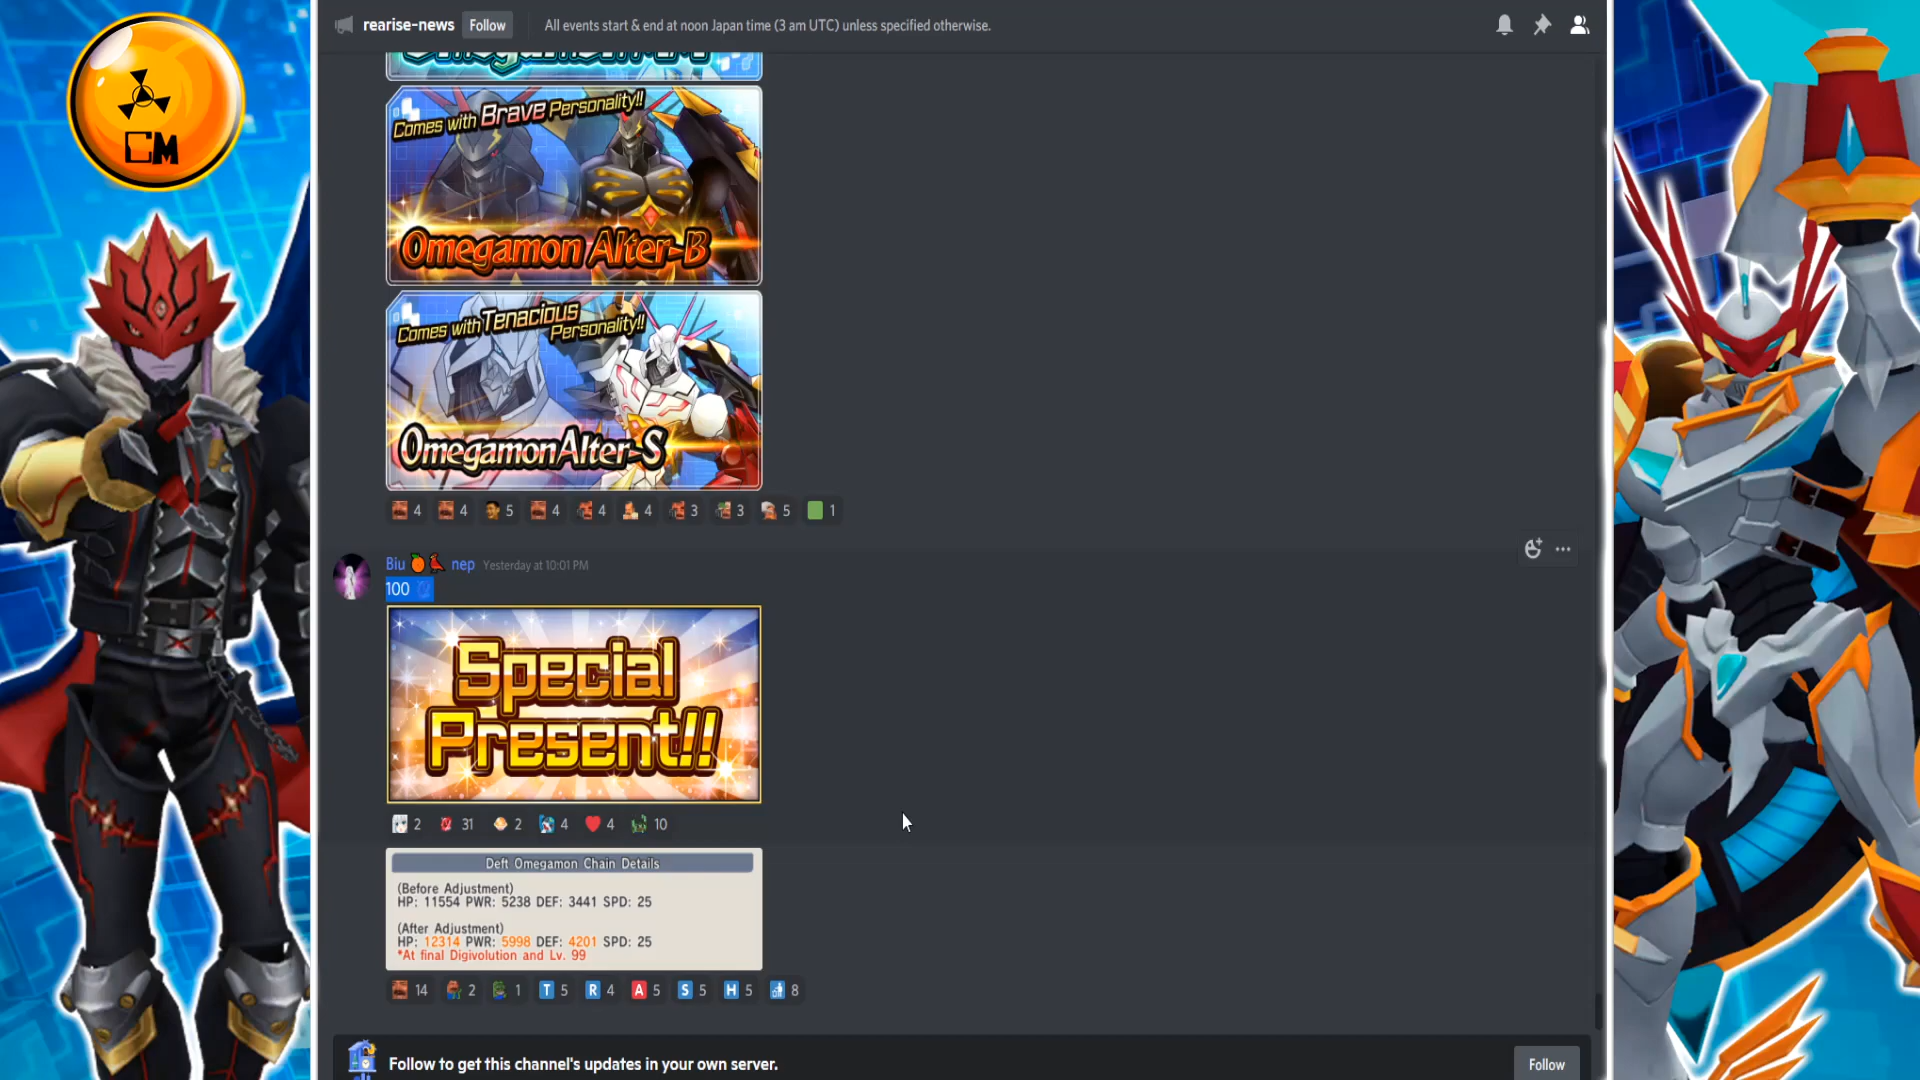 rearise-news
Follow
All events start & end at noon Japan time (3 am UTC) unless specified otherwise.
CM
Comes with Brave Personality!!
Omegamon Alter-B
Comes with Tenacious
Personality!!
Omegamon Alter-S
4 4 5 4 4 4 3 3 5 1
Biu nep Yesterday at 10:01 PM
100
Special
Present!!
2 31 2 4 4 10
Deft Omegamon Chain Details
(Before Adjustment)
HP: 11554 PWR: 5238 DEF: 3441 SPD: 25
(After Adjustment)
HP: 12314 PWR: 5998 DEF: 4201 SPD: 25
*At final Digivolution and Lv. 99
14 2 1 T 5 R 4 A 5 S 5 H 5 8
Follow to get this channel's updates in your own server.
Follow